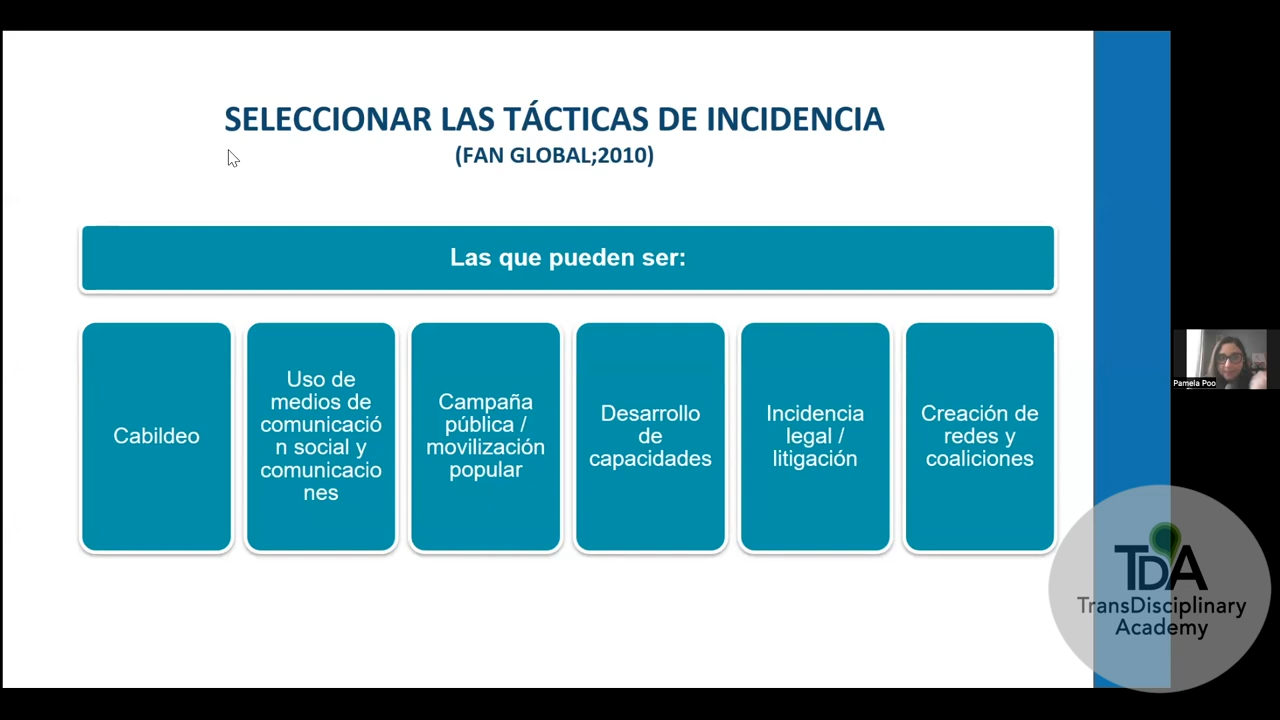 SELECCIONAR LAS TÁCTICAS DE INCIDENCIA
(FAN GLOBAL;2010)
Las que pueden ser:
Cabildeo
Uso de
medios de
comunicació
n social y
comunicacio
nes
Campaña
pública /
movilización
popular
Desarrollo
de
capacidades
Incidencia
legal /
litigación
Creación de
redes y
coaliciones
Pamela Poo
TDA
TransDisciplinary
Academy